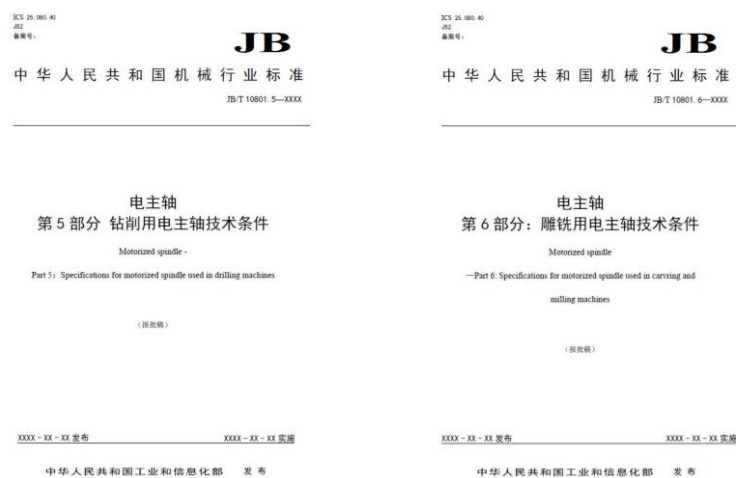 ICS 25.080.40
J52
备案号:
JB
中华人民共和国机械行业标准
JB/T 10801.5—XXXX
电主轴
第5部分 钻削用电主轴技术条件
Motorized spindle -
Part 5: Specifications for motorized spindle used in drilling machines
(报批稿)
XXXX-XX-XX 发布
XXXX-XX-XX 实施
中华人民共和国工业和信息化部 发布
ICS 25.080.40
J52
备案号:
JB
中华人民共和国机械行业标准
JB/T 10801.6—XXXX
电主轴
第6部分：雕铣用电主轴技术条件
Motorized spindle
—Part 6: Specifications for motorized spindle used in carvring and
milling machines
(报批稿)
XXXX-XX-XX 发布
XXXX-XX-XX 实施
中华人民共和国工业和信息化部 发布